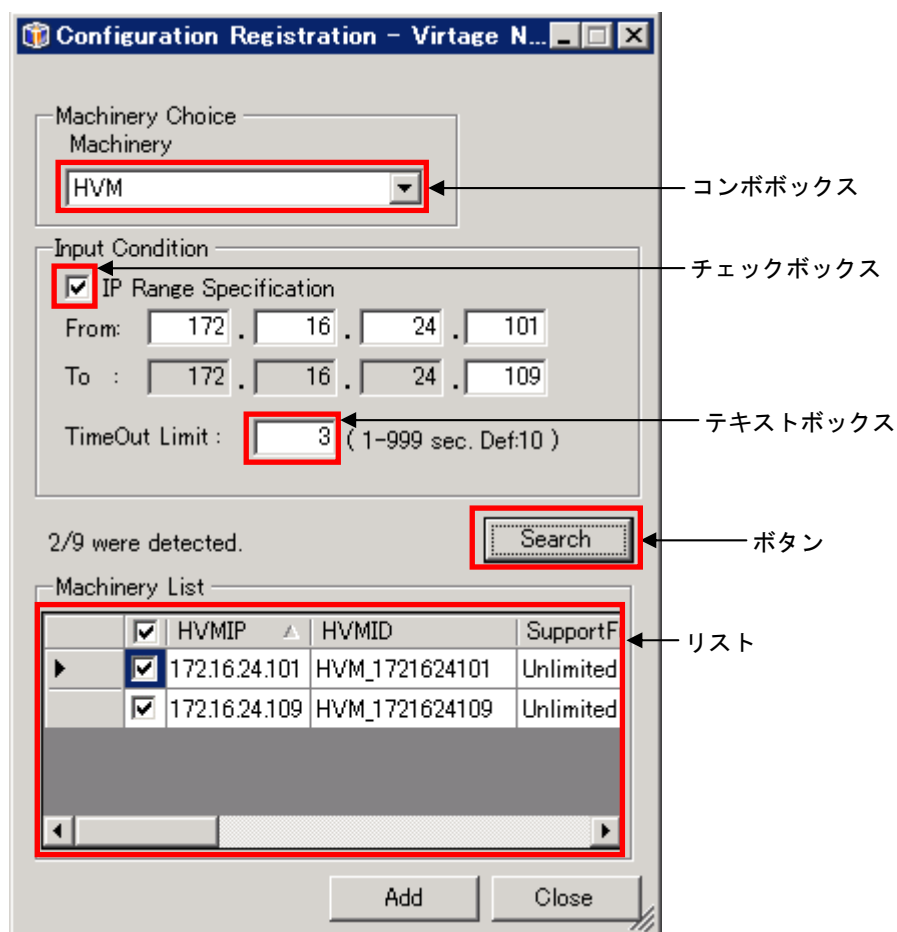 Configuration Registration - Virtage N...
Machinery Choice
Machinery
HVM
コンボボックス
Input Condition
チェックボックス
IP Range Specification
From: 172 . 16 . 24 . 101
To : 172 . 16 . 24 . 109
TimeOut Limit : 3 ( 1-999 sec. Def:10 )
テキストボックス
2/9 were detected.
Search
ボタン
Machinery List
HVMIP HVMID SupportF
リスト
172.16.24.101 HVM_1721624101 Unlimited
172.16.24.109 HVM_1721624109 Unlimited
Add Close